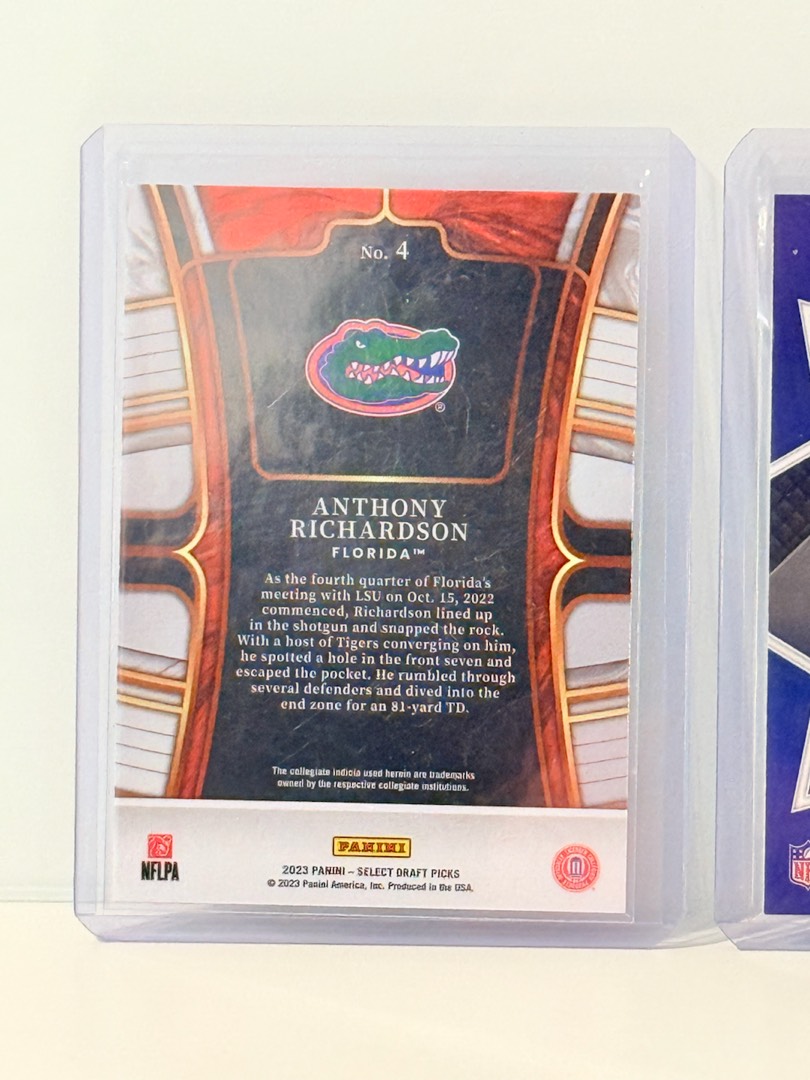 No. 4
®
ANTHONY
RICHARDSON
FLORIDA™
As the fourth quarter of Florida's
meeting with LSU on Oct. 15, 2022
commenced, Richardson lined up
in the shotgun and snapped the rock.
With a host of Tigers converging on him,
he spotted a hole in the front seven and
escaped the pocket. He rumbled through
several defenders and dived into the
end zone for an 81-yard TD.
The collegiate indicia used herein are trademarks
owned by the respective collegiate institutions.
PANINI
NFLPA
2023 PANINI – SELECT DRAFT PICKS
© 2023 Panini America, Inc. Produced in the USA.